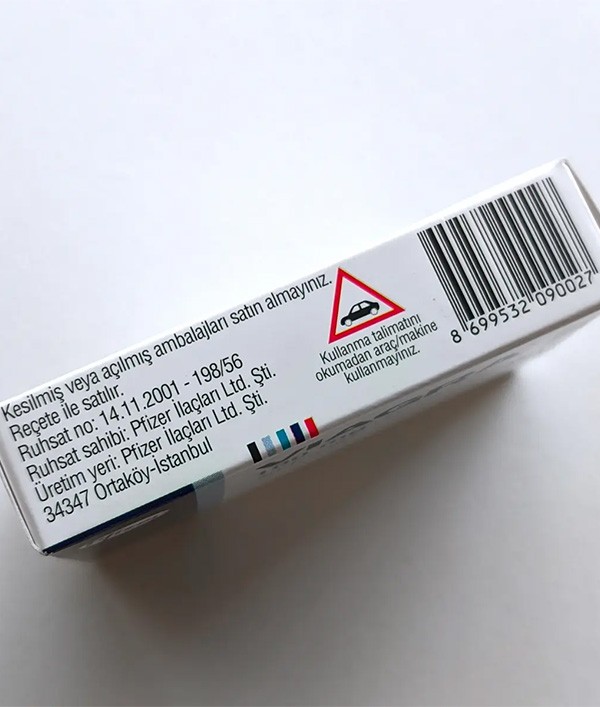 Kesilmiş veya açılmış ambalajları satın almayınız.
Reçete ile satılır.
Ruhsat no: 14.11.2001 - 198/56
Ruhsat sahibi: Pfizer İlaçları Ltd. Şti.
Üretim yeri: Pfizer İlaçları Ltd. Şti.
34347 Ortaköy-İstanbul
Kullanma talimatını
okumadan araç/makine
kullanmayınız.
8 699532 090027